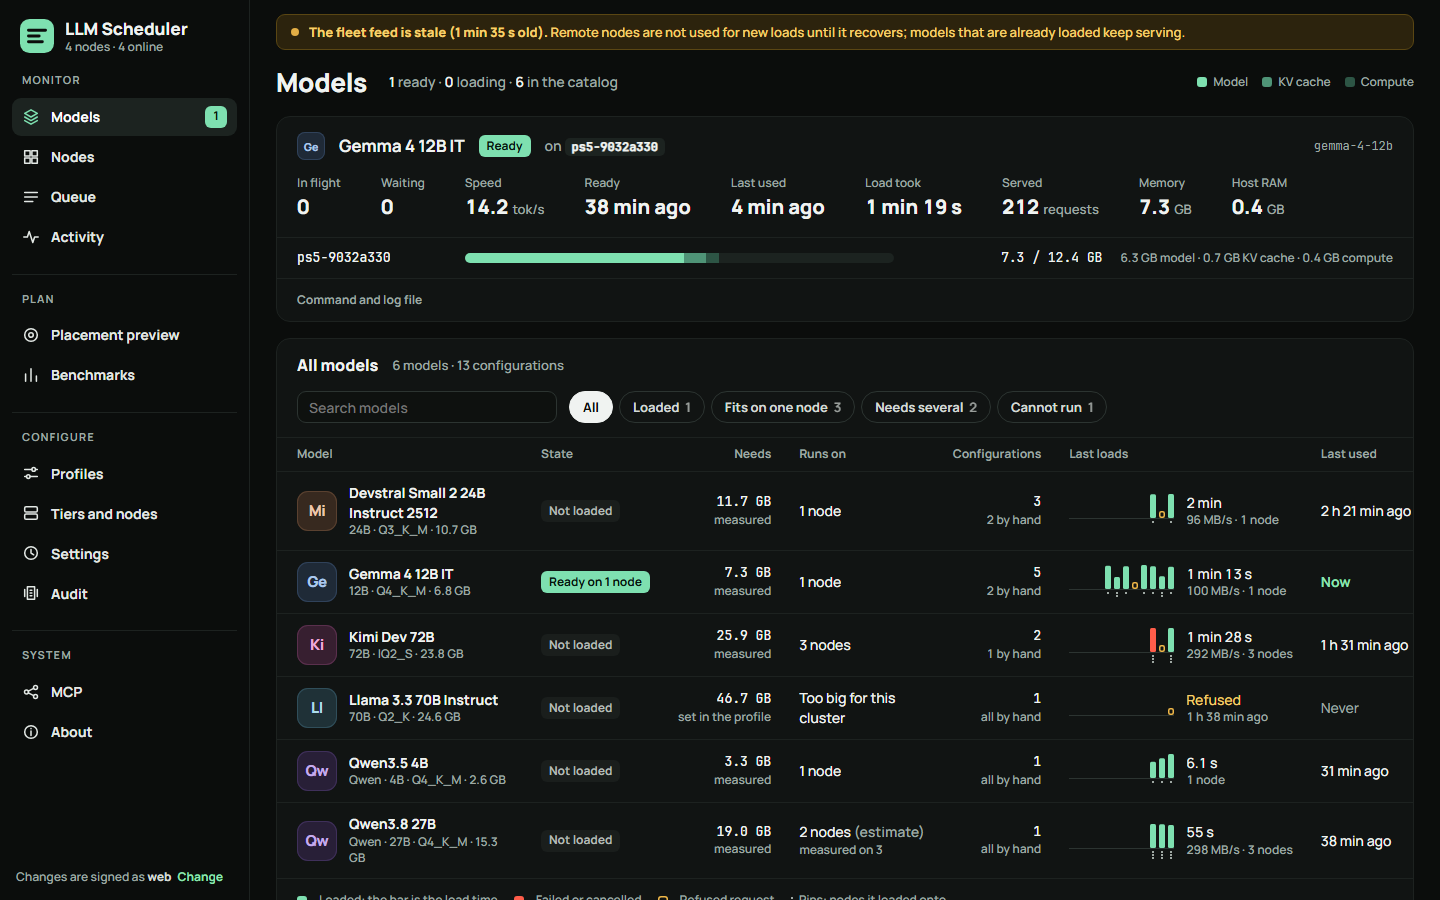 LLM Scheduler
4 nodes · 4 online
MONITOR
Models 1
Nodes
Queue
Activity
PLAN
Placement preview
Benchmarks
CONFIGURE
Profiles
Tiers and nodes
Settings
Audit
SYSTEM
MCP
About
Changes are signed as web Change
The fleet feed is stale (1 min 35 s old). Remote nodes are not used for new loads until it recovers; models that are already loaded keep serving.
Models 1 ready · 0 loading · 6 in the catalog
Model KV cache Compute
Ge Gemma 4 12B IT Ready on ps5-9032a330 gemma-4-12b
In flight Waiting Speed Ready Last used Load took Served Memory Host RAM
0 0 14.2 tok/s 38 min ago 4 min ago 1 min 19 s 212 requests 7.3 GB 0.4 GB
ps5-9032a330 7.3 / 12.4 GB 6.3 GB model · 0.7 GB KV cache · 0.4 GB compute
Command and log file
All models 6 models · 13 configurations
Search models All Loaded 1 Fits on one node 3 Needs several 2 Cannot run 1
Model State Needs Runs on Configurations Last loads Last used
Mi Devstral Small 2 24B Instruct 2512
24B · Q3_K_M · 10.7 GB
Not loaded
11.7 GB
measured
1 node
3
2 by hand
2 min
96 MB/s · 1 node
2 h 21 min ago
Ge Gemma 4 12B IT
12B · Q4_K_M · 6.8 GB
Ready on 1 node
7.3 GB
measured
1 node
5
2 by hand
1 min 13 s
100 MB/s · 1 node
Now
Ki Kimi Dev 72B
72B · IQ2_S · 23.8 GB
Not loaded
25.9 GB
measured
3 nodes
2
1 by hand
1 min 28 s
292 MB/s · 3 nodes
1 h 31 min ago
Ll Llama 3.3 70B Instruct
70B · Q2_K · 24.6 GB
Not loaded
46.7 GB
set in the profile
Too big for this
cluster
1
all by hand
Refused
1 h 38 min ago
Never
Qw Qwen3.5 4B
Qwen · 4B · Q4_K_M · 2.6 GB
Not loaded
3.3 GB
measured
1 node
1
all by hand
6.1 s
1 node
31 min ago
Qw Qwen3.8 27B
Qwen · 27B · Q4_K_M · 15.3
GB
Not loaded
19.0 GB
measured
2 nodes (estimate)
measured on 3
1
all by hand
55 s
298 MB/s · 3 nodes
38 min ago
Loaded: the bar is the load time Failed or cancelled Refused request Pips: nodes it loaded onto